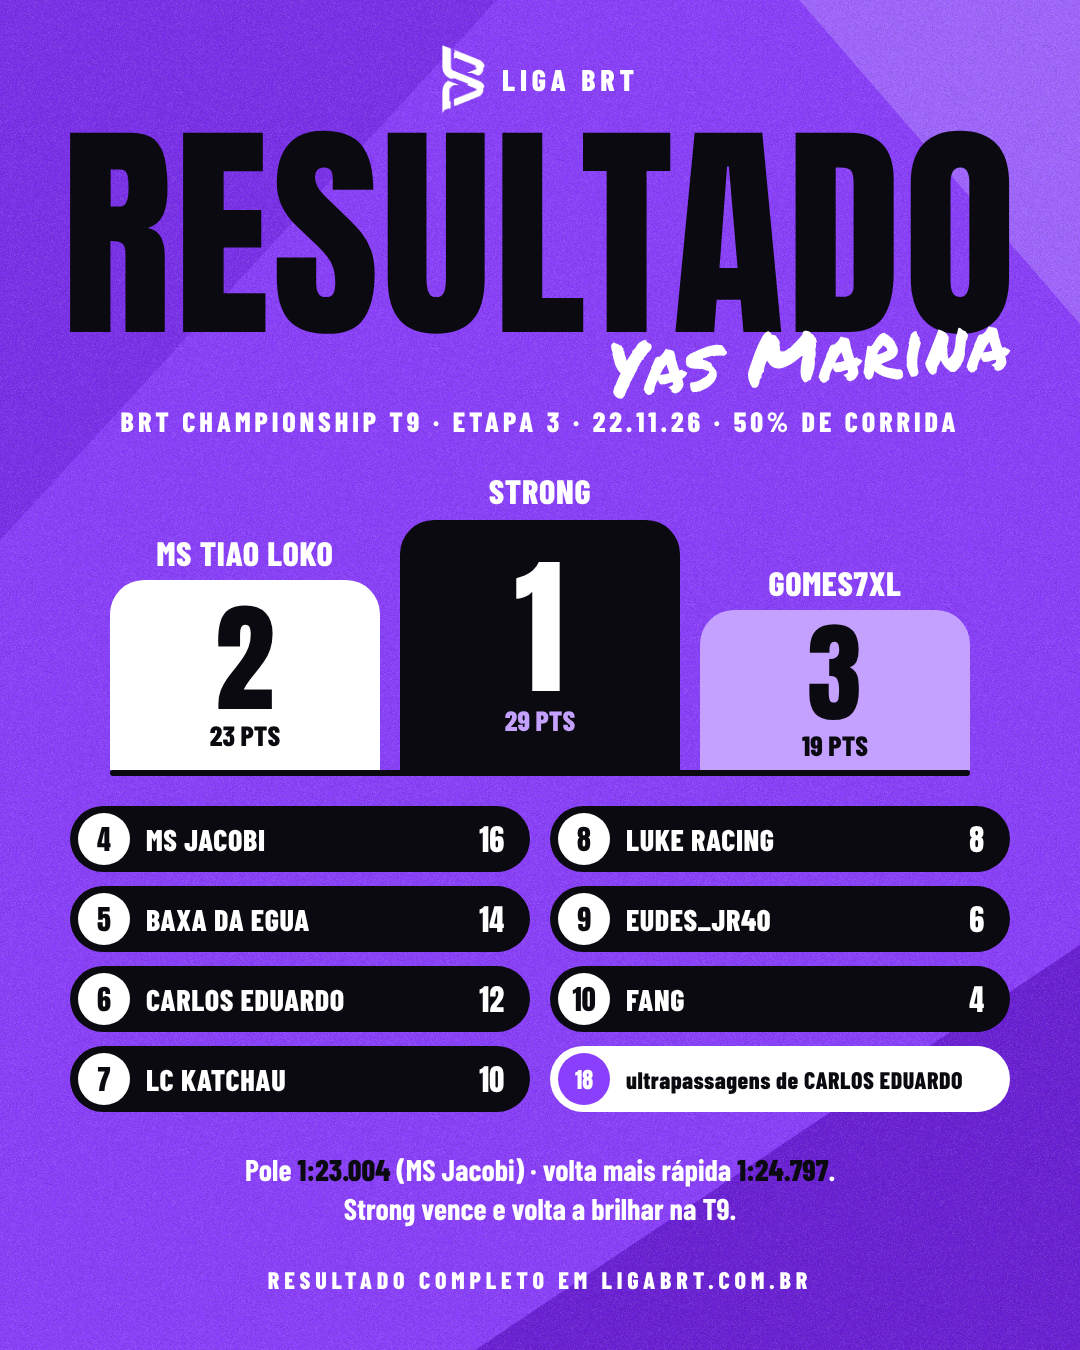 LIGA BRT
RESULTADO
YAS MARINA
BRT CHAMPIONSHIP T9 · ETAPA 3 · 22.11.26 · 50% DE CORRIDA
STRONG
1
29 PTS
MS TIAO LOKO
2
23 PTS
GOMES7XL
3
19 PTS
4 MS JACOBI 16
5 BAXA DA EGUA 14
6 CARLOS EDUARDO 12
7 LC KATCHAU 10
8 LUKE RACING 8
9 EUDES_JR40 6
10 FANG 4
18 ultrapassagens de CARLOS EDUARDO
Pole 1:23.004 (MS Jacobi) · volta mais rápida 1:24.797.
Strong vence e volta a brilhar na T9.
RESULTADO COMPLETO EM LIGABRT.COM.BR